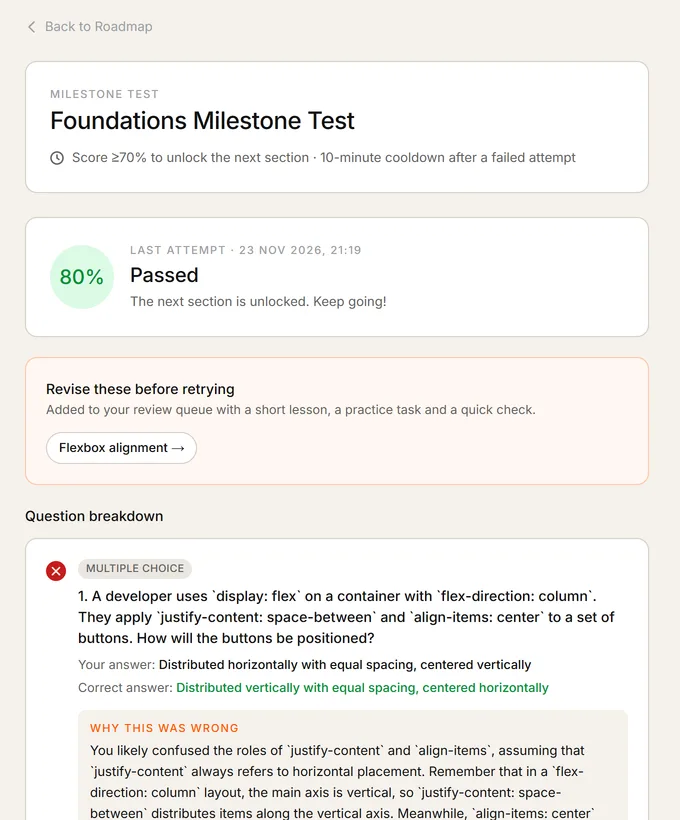 Back to Roadmap
MILESTONE TEST
Foundations Milestone Test
Score ≥70% to unlock the next section · 10-minute cooldown after a failed attempt
80%
LAST ATTEMPT · 23 NOV 2026, 21:19
Passed
The next section is unlocked. Keep going!
Revise these before retrying
Added to your review queue with a short lesson, a practice task and a quick check.
Flexbox alignment →
Question breakdown
MULTIPLE CHOICE
1. A developer uses `display: flex` on a container with `flex-direction: column`.
They apply `justify-content: space-between` and `align-items: center` to a set of
buttons. How will the buttons be positioned?
Your answer: Distributed horizontally with equal spacing, centered vertically
Correct answer: Distributed vertically with equal spacing, centered horizontally
WHY THIS WAS WRONG
You likely confused the roles of `justify-content` and `align-items`, assuming that
`justify-content` always refers to horizontal placement. Remember that in a `flex-
direction: column` layout, the main axis is vertical, so `justify-content: space-
between` distributes items along the vertical axis. Meanwhile, `align-items: center`